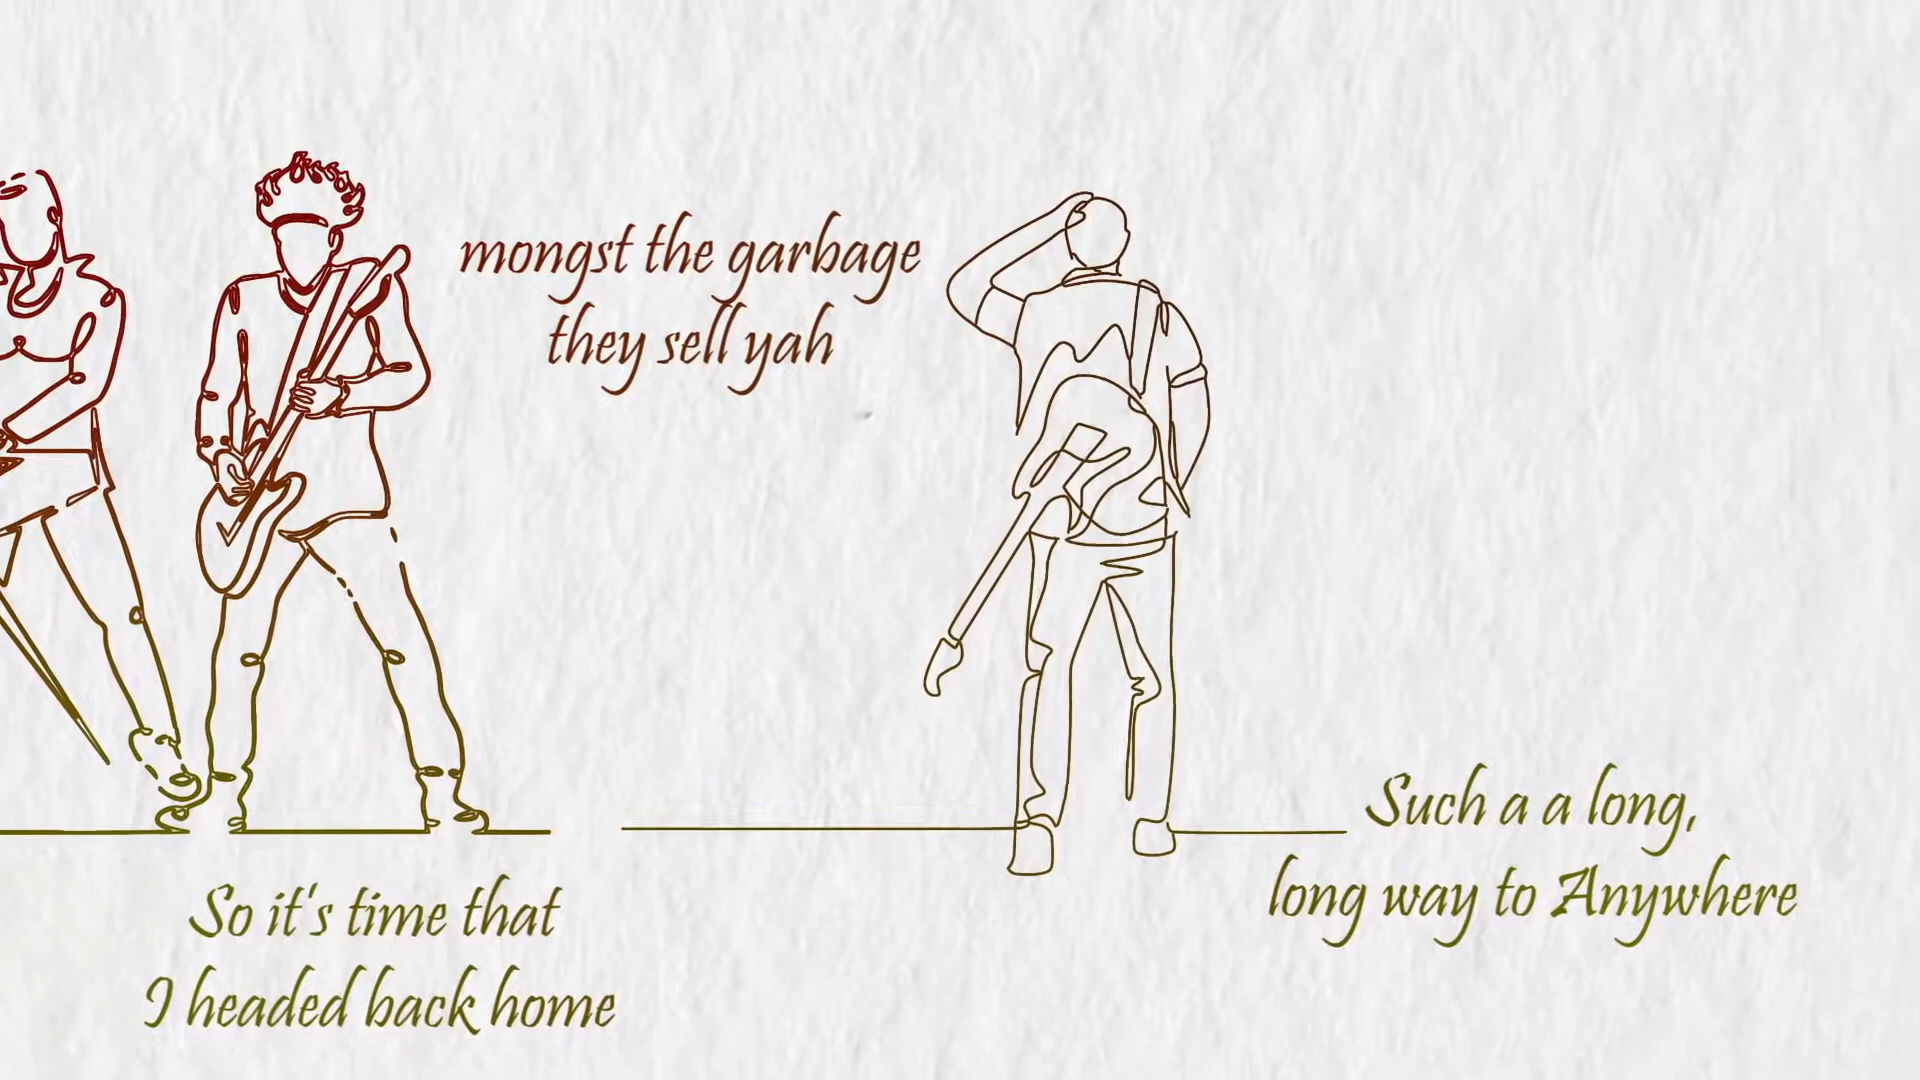 mongst the garbage
they sell yah
So it's time that
I headed back home
Such a a long,
long way to Anywhere